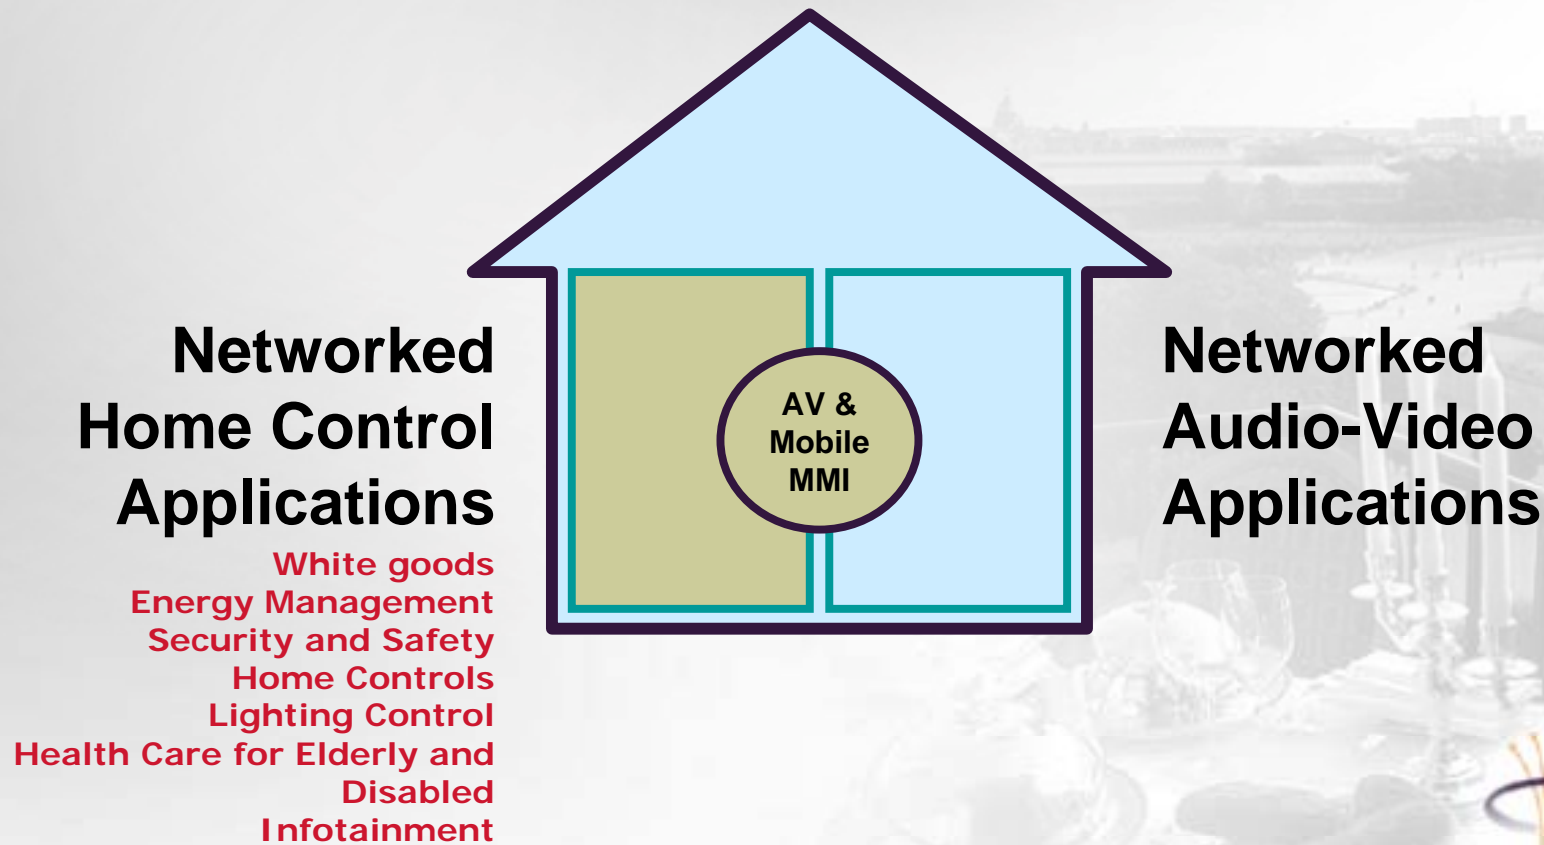 AV &
Mobile
MMI
Networked
Home Control
Applications
White goods
Energy Management
Security and Safety
Home Controls
Lighting Control
Health Care for Elderly and
Disabled
Infotainment
Networked
Audio-Video
Applications